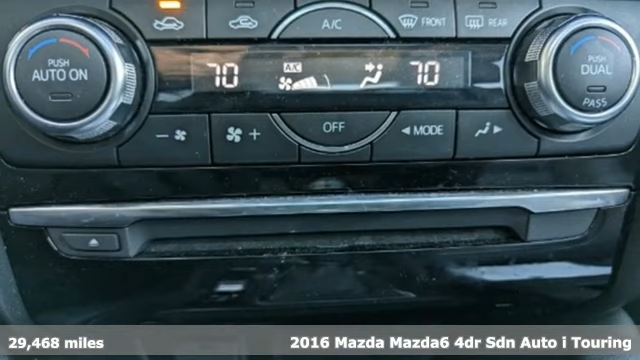 A/C
FRONT
REAR
PUSH
AUTO ON
70
A/C
70
PUSH
DUAL
PASS
−
+
OFF
◄MODE
29,468 miles
2016 Mazda Mazda6 4dr Sdn Auto i Touring